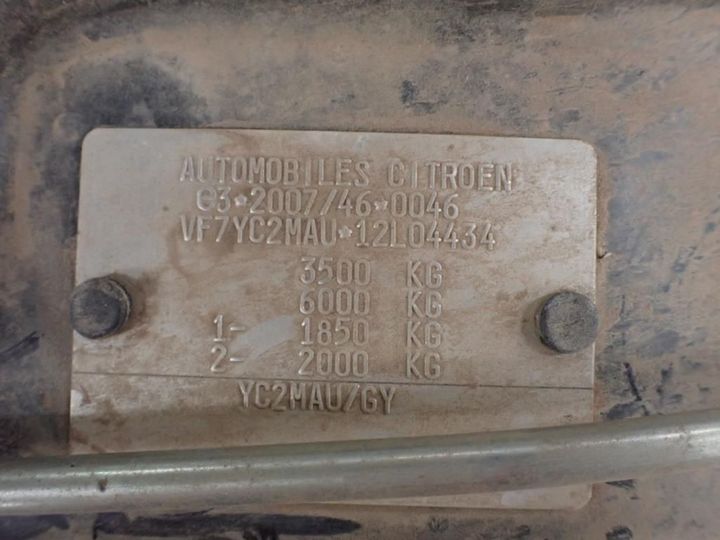 AUTOMOBILES CITROEN
e3*2007/46*0046
VF7YC2MAU*12L04434
3500 KG
6000 KG
1- 1850 KG
2- 2000 KG
YC2MAU/GY